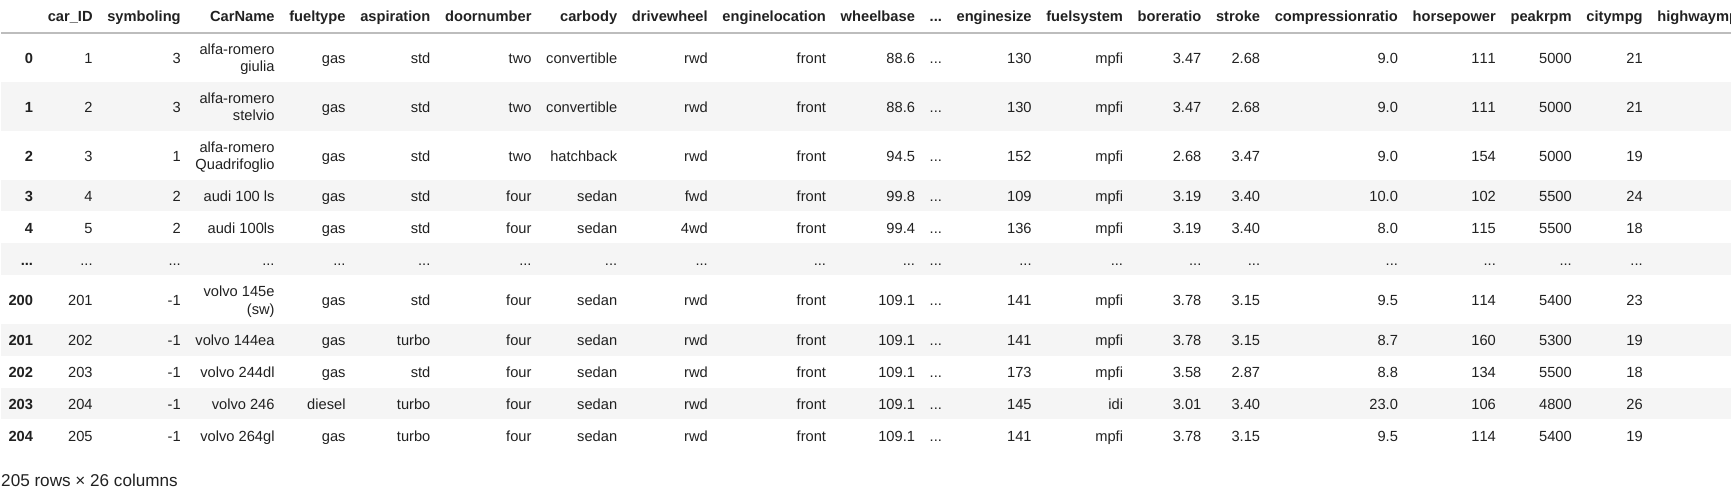 car_ID symboling CarName fueltype aspiration doornumber carbody drivewheel enginelocation wheelbase ... enginesize fuelsystem boreratio stroke compressionratio horsepower peakrpm citympg
0 1 3 alfa-romero giulia gas std two convertible rwd front 88.6 ... 130 mpfi 3.47 2.68 9.0 111 5000 21
1 2 3 alfa-romero stelvio gas std two convertible rwd front 88.6 ... 130 mpfi 3.47 2.68 9.0 111 5000 21
2 3 1 alfa-romero Quadrifoglio gas std two hatchback rwd front 94.5 ... 152 mpfi 2.68 3.47 9.0 154 5000 19
3 4 2 audi 100 ls gas std four sedan fwd front 99.8 ... 109 mpfi 3.19 3.40 10.0 102 5500 24
4 5 2 audi 100ls gas std four sedan 4wd front 99.4 ... 136 mpfi 3.19 3.40 8.0 115 5500 18
... ... ... ... ... ... ... ... ... ... ... ... ... ... ... ... ... ... ... ...
200 201 -1 volvo 145e (sw) gas std four sedan rwd front 109.1 ... 141 mpfi 3.78 3.15 9.5 114 5400 23
201 202 -1 volvo 144ea gas turbo four sedan rwd front 109.1 ... 141 mpfi 3.78 3.15 8.7 160 5300 19
202 203 -1 volvo 244dl gas std four sedan rwd front 109.1 ... 173 mpfi 3.58 2.87 8.8 134 5500 18
203 204 -1 volvo 246 diesel turbo four sedan rwd front 109.1 ... 145 idi 3.01 3.40 23.0 106 4800 26
204 205 -1 volvo 264gl gas turbo four sedan rwd front 109.1 ... 141 mpfi 3.78 3.15 9.5 114 5400 19
205 rows × 26 columns